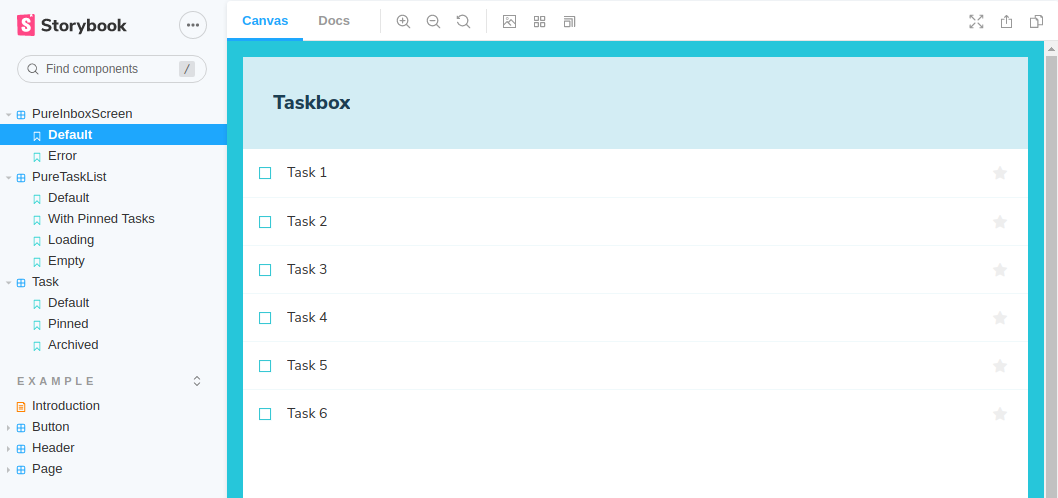 Storybook
Find components
/
PureInboxScreen
Default
Error
PureTaskList
Default
With Pinned Tasks
Loading
Empty
Task
Default
Pinned
Archived
EXAMPLE
Introduction
Button
Header
Page
Canvas Docs
Taskbox
Task 1
Task 2
Task 3
Task 4
Task 5
Task 6